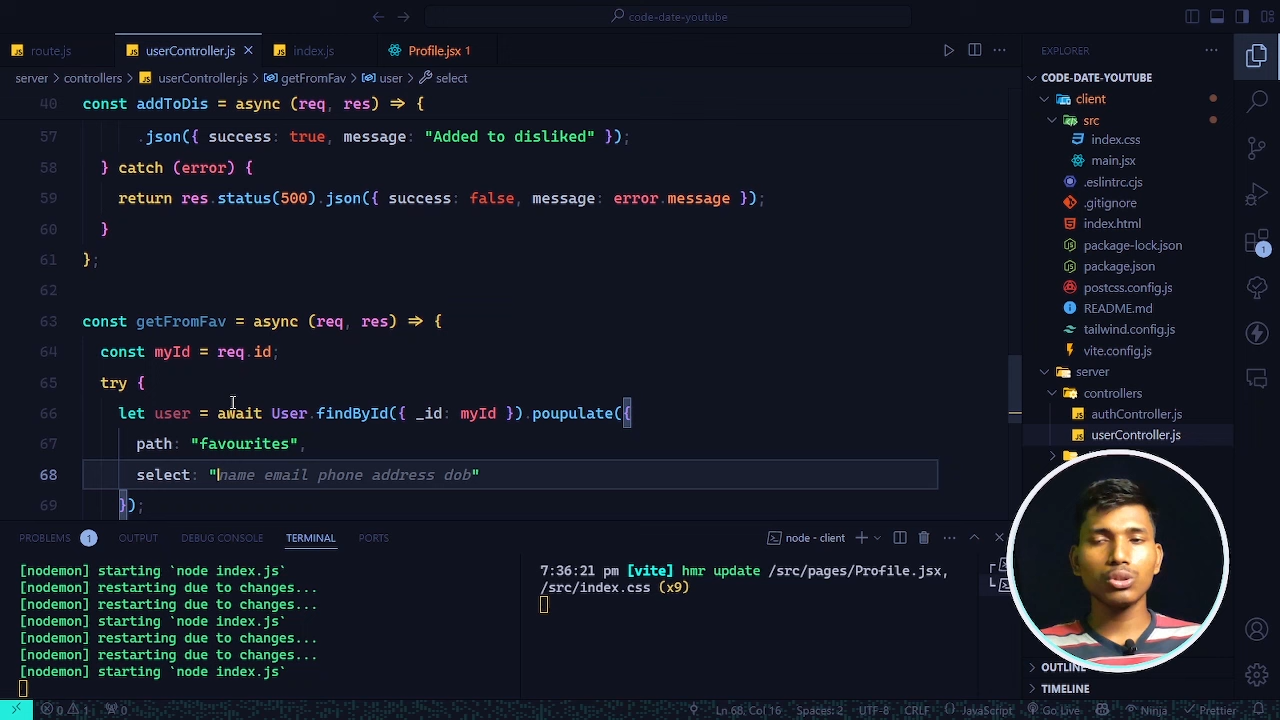 code-date-youtube
route.js
userController.js
index.js
Profile.jsx 1
EXPLORER
server > controllers > userController.js > getFromFav > user > select
CODE-DATE-YOUTUBE
client
src
index.css
main.jsx
.eslintrc.cjs
.gitignore
index.html
package-lock.json
package.json
postcss.config.js
README.md
tailwind.config.js
vite.config.js
server
controllers
authController.js
userController.js
OUTLINE
TIMELINE
40 const addToDis = async (req, res) => {
57 .json({ success: true, message: "Added to disliked" });
58 } catch (error) {
59 return res.status(500).json({ success: false, message: error.message });
60 }
61 };
62
63 const getFromFav = async (req, res) => {
64 const myId = req.id;
65 try {
66 let user = await User.findById({ _id: myId }).poupulate({
67 path: "favourites",
68 select: "name email phone address dob"
69 });
PROBLEMS 1 OUTPUT DEBUG CONSOLE TERMINAL PORTS
node - client
[nodemon] starting `node index.js`
[nodemon] restarting due to changes...
[nodemon] restarting due to changes...
[nodemon] starting `node index.js`
[nodemon] restarting due to changes...
[nodemon] restarting due to changes...
[nodemon] starting `node index.js`
7:36:21 pm [vite] hmr update /src/pages/Profile.jsx,
/src/index.css (x9)
0 1 0
Ln 68, Col 16 Spaces: 2 UTF-8 CRLF {} JavaScript Go Live Ninja Prettier
1